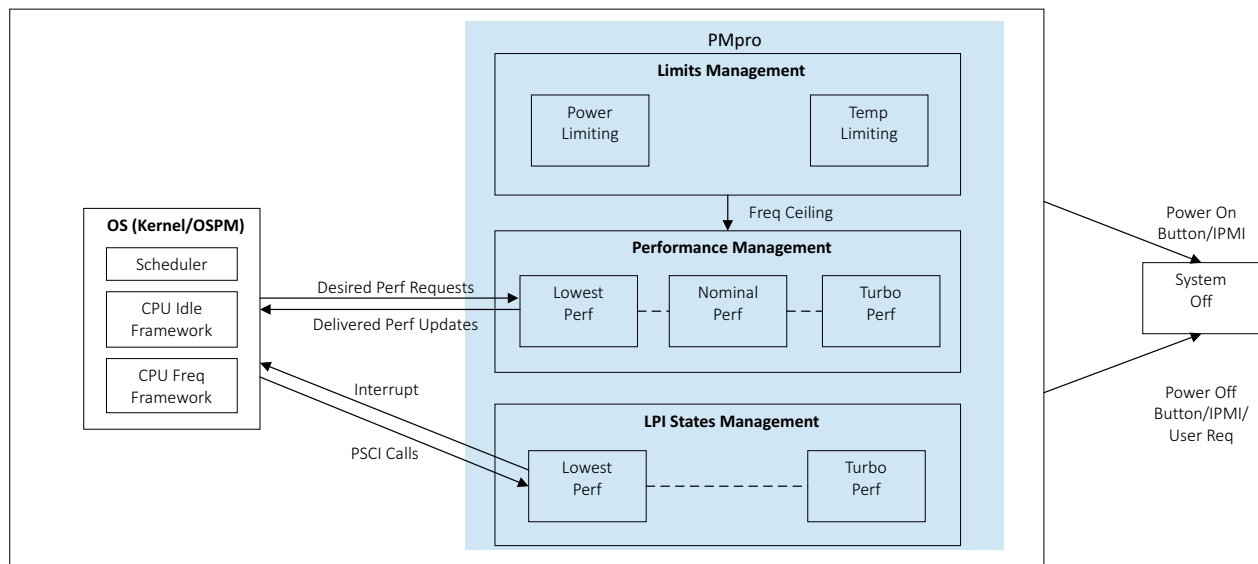 PMpro
Limits Management
Power
Limiting
Temp
Limiting
Freq Ceiling
OS (Kernel/OSPM)
Scheduler
CPU Idle
Framework
CPU Freq
Framework
Desired Perf Requests
Delivered Perf Updates
Interrupt
PSCI Calls
Performance Management
Lowest
Perf
Nominal
Perf
Turbo
Perf
LPI States Management
Lowest
Perf
Turbo
Perf
Power On
Button/IPMI
System
Off
Power Off
Button/IPMI/
User Req